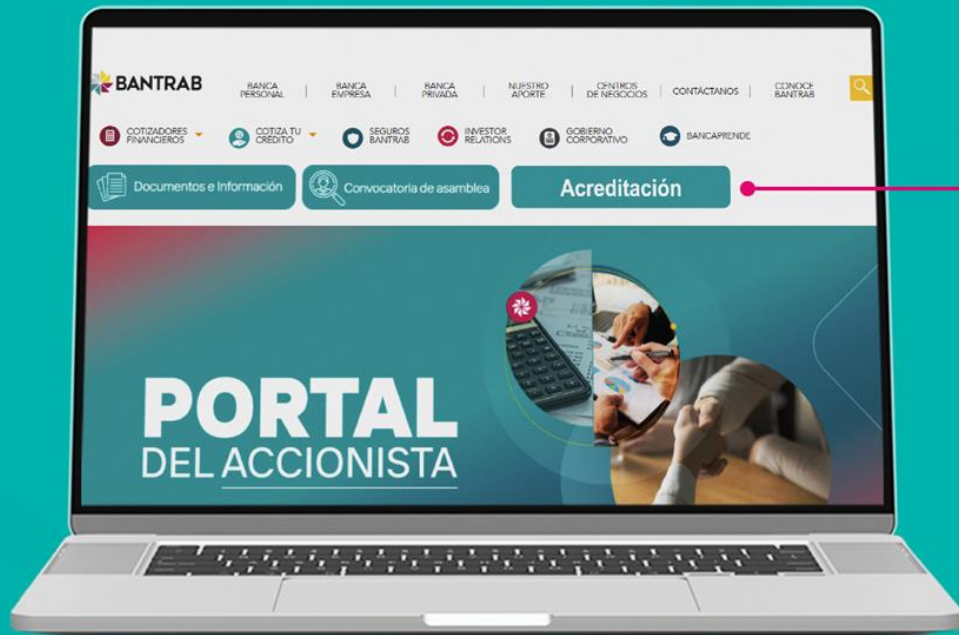 BANTRAB
BANCA
PERSONAL
BANCA
EMPRESA
BANCA
PRIVADA
NUESTRO
APORTE
CENTROS
DE NEGOCIOS
CONTÁCTANOS
CONOCE
BANTRAB
COTIZADORES
FINANCIEROS
COTIZA TU
CRÉDITO
SEGUROS
BANTRAB
INVESTOR
RELATIONS
GOBIERNO
CORPORATIVO
BANCAPRENDE
Documentos e Información
Convocatoria de asamblea
Acreditación
PORTAL
DEL ACCIONISTA